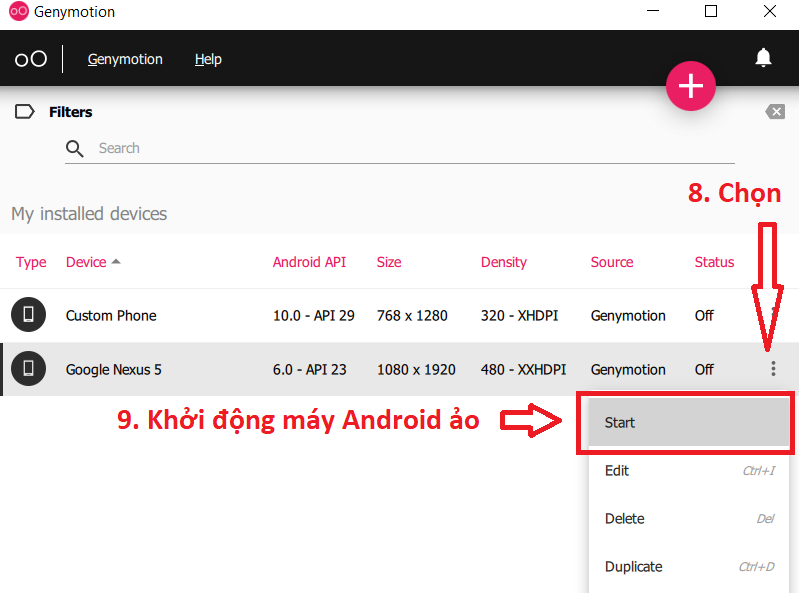 Genymotion
Genymotion Help
Filters
Search
8. Chọn
My installed devices
Type Device Android API Size Density Source Status
Custom Phone 10.0 - API 29 768 x 1280 320 - XHDPI Genymotion Off
Google Nexus 5 6.0 - API 23 1080 x 1920 480 - XXHDPI Genymotion Off
9. Khởi động máy Android ảo
Start
Edit Ctrl+I
Delete Del
Duplicate Ctrl+D